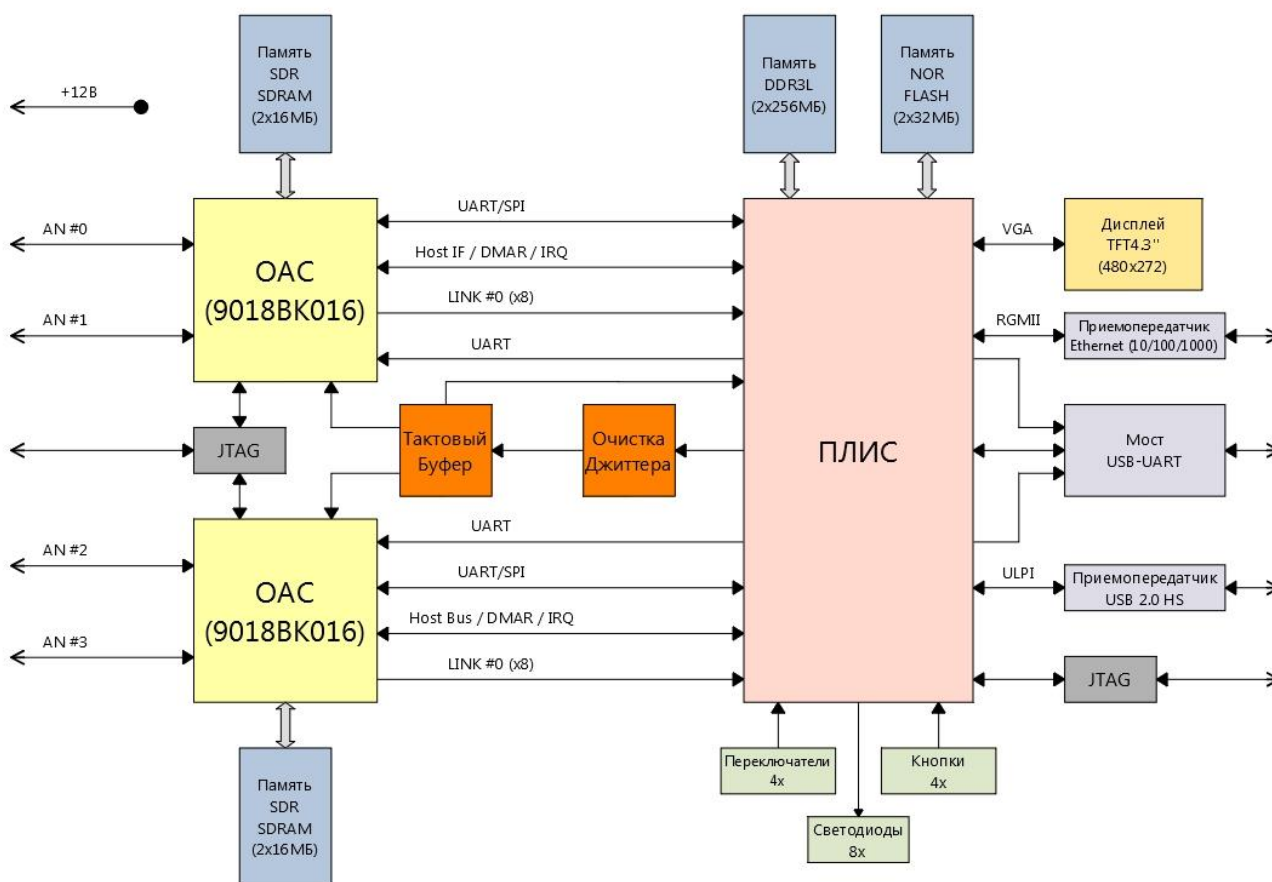 Память
SDR
SDRAM
(2x16МБ)
Память
DDR3L
(2x256МБ)
Память
NOR
FLASH
(2x32МБ)
+12В
AN #0
AN #1
ОАС
(9018ВК016)
UART/SPI
Host IF / DMAR / IRQ
LINK #0 (x8)
UART
VGA
Дисплей
TFT4.3''
(480x272)
RGMII
Приемопередатчик
Ethernet (10/100/1000)
JTAG
Тактовый
Буфер
Очистка
Джиттера
ПЛИС
Мост
USB-UART
AN #2
AN #3
ОАС
(9018ВК016)
UART
UART/SPI
Host Bus / DMAR / IRQ
LINK #0 (x8)
ULPI
Приемопередатчик
USB 2.0 HS
JTAG
Память
SDR
SDRAM
(2x16МБ)
Переключатели
4x
Кнопки
4x
Светодиоды
8x